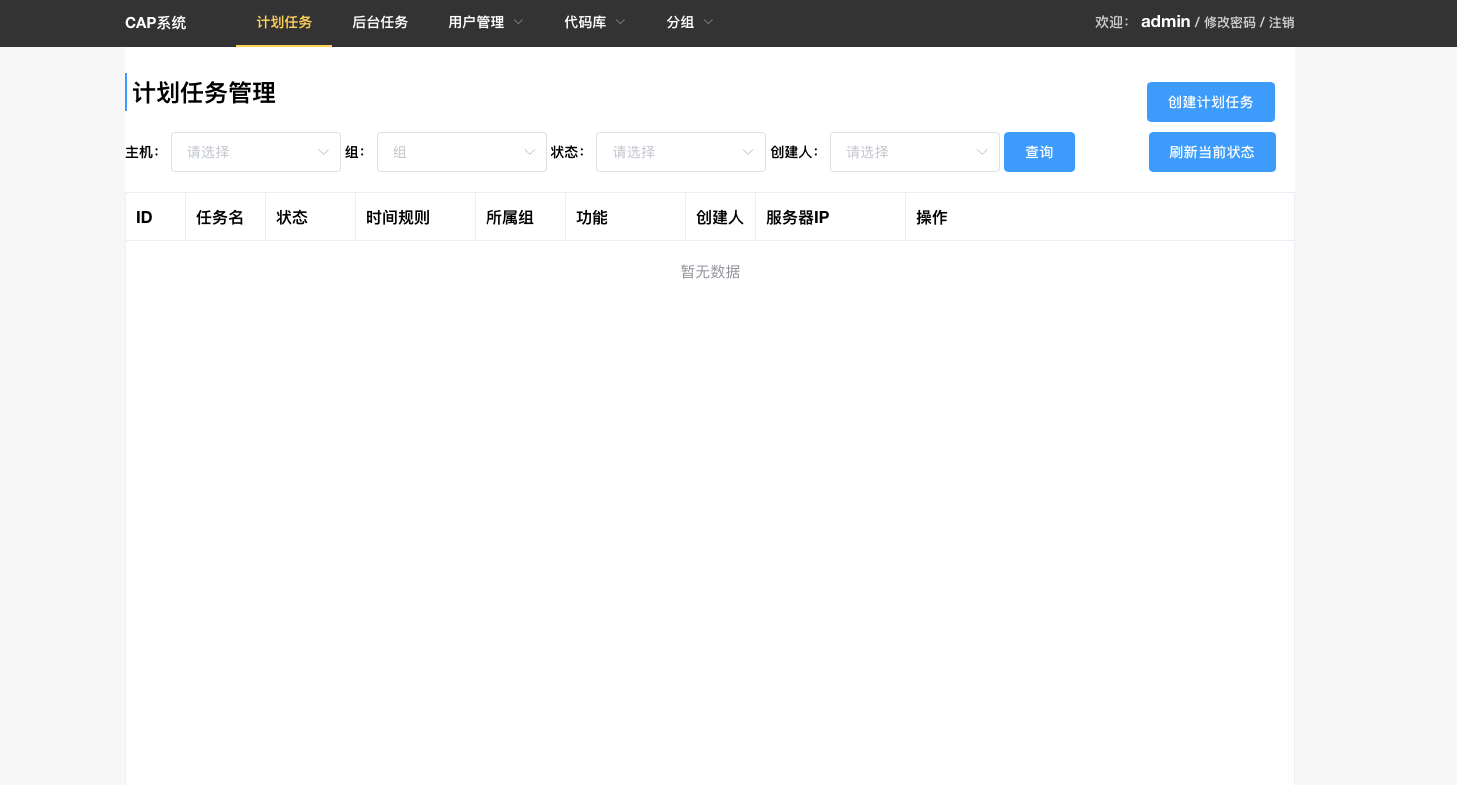 CAP系统 计划任务 后台任务 用户管理 代码库 分组 欢迎： admin / 修改密码 / 注销
计划任务管理
创建计划任务
主机： 请选择 组： 组 状态： 请选择 创建人： 请选择 查询 刷新当前状态
ID 任务名 状态 时间规则 所属组 功能 创建人 服务器IP 操作
暂无数据